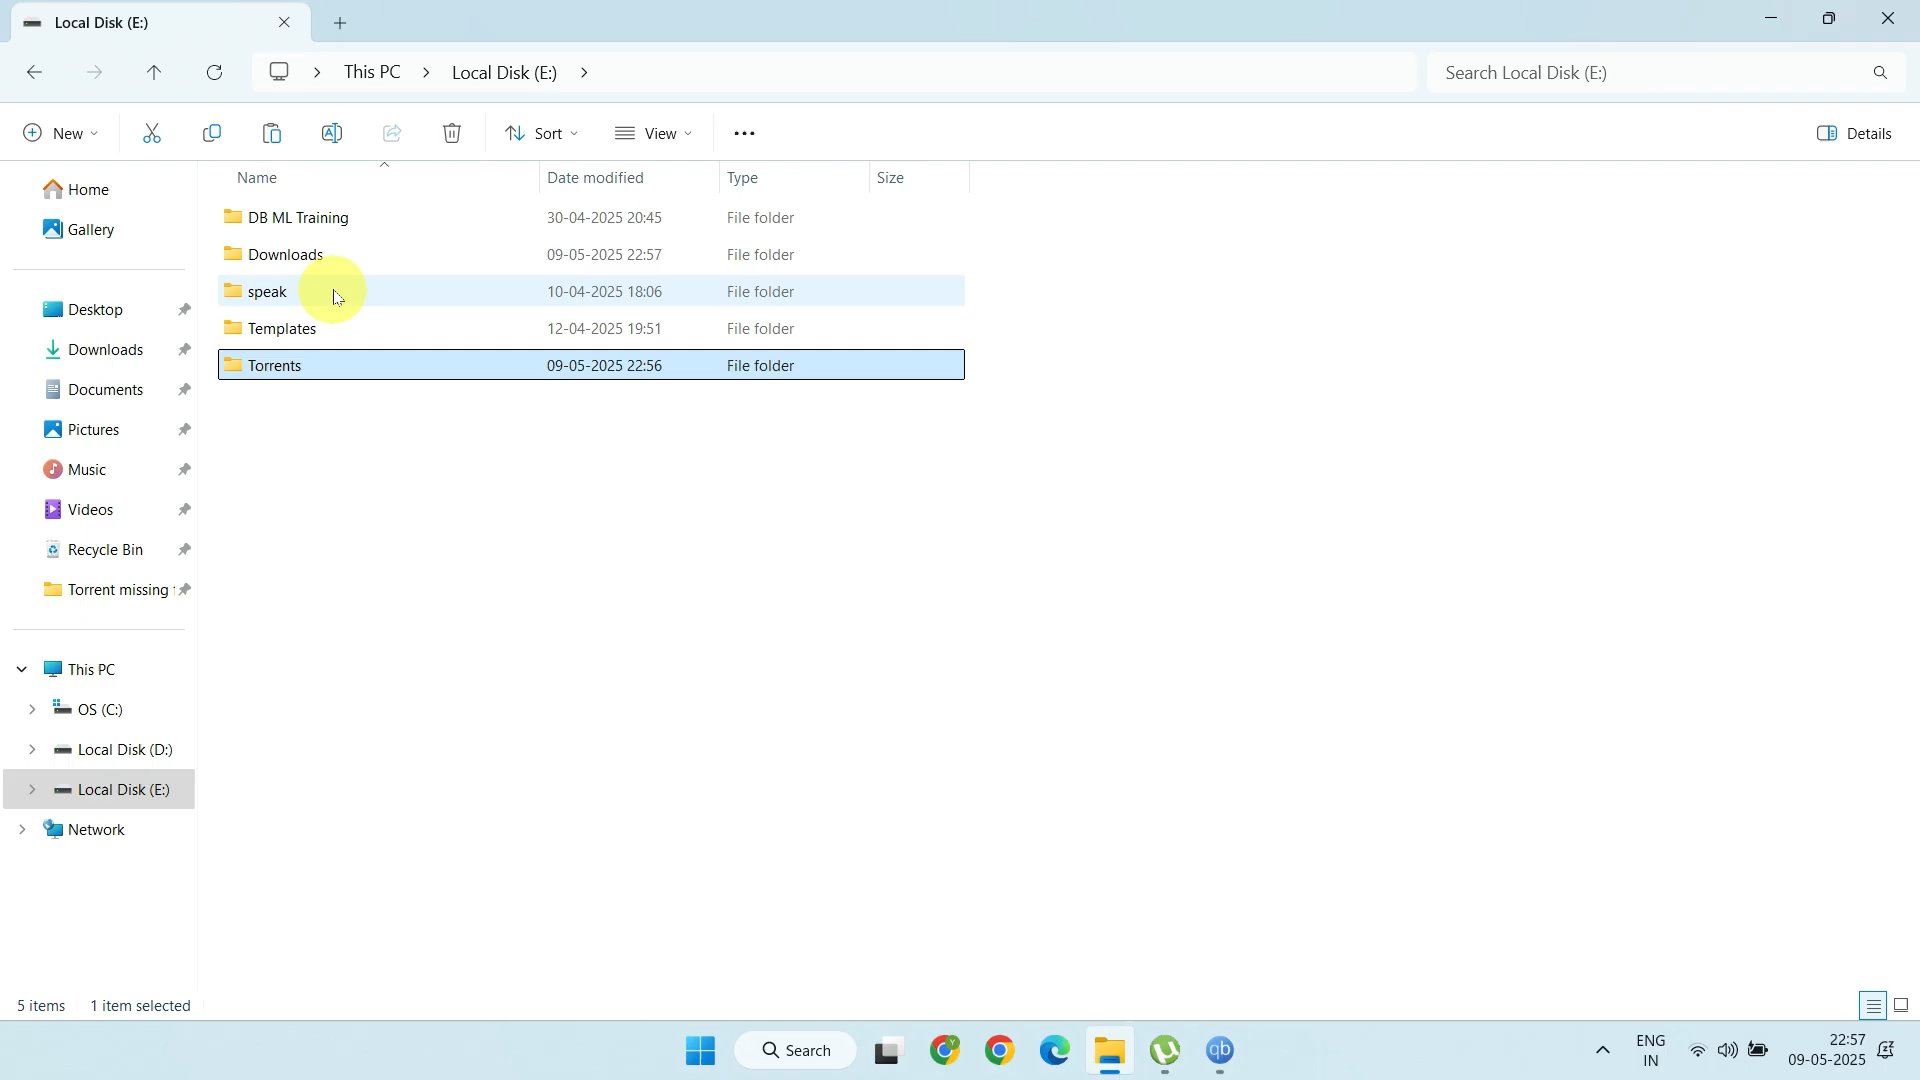 Local Disk (E:)
This PC
Local Disk (E:)
Search Local Disk (E:)
New
Sort
View
Details
Name
Date modified
Type
Size
DB ML Training
30-04-2025 20:45
File folder
Downloads
09-05-2025 22:57
File folder
speak
10-04-2025 18:06
File folder
Templates
12-04-2025 19:51
File folder
Torrents
09-05-2025 22:56
File folder
Home
Gallery
Desktop
Downloads
Documents
Pictures
Music
Videos
Recycle Bin
Torrent missing
This PC
OS (C:)
Local Disk (D:)
Local Disk (E:)
Network
5 items
1 item selected
Search
Y
qb
ENG
IN
22:57
09-05-2025